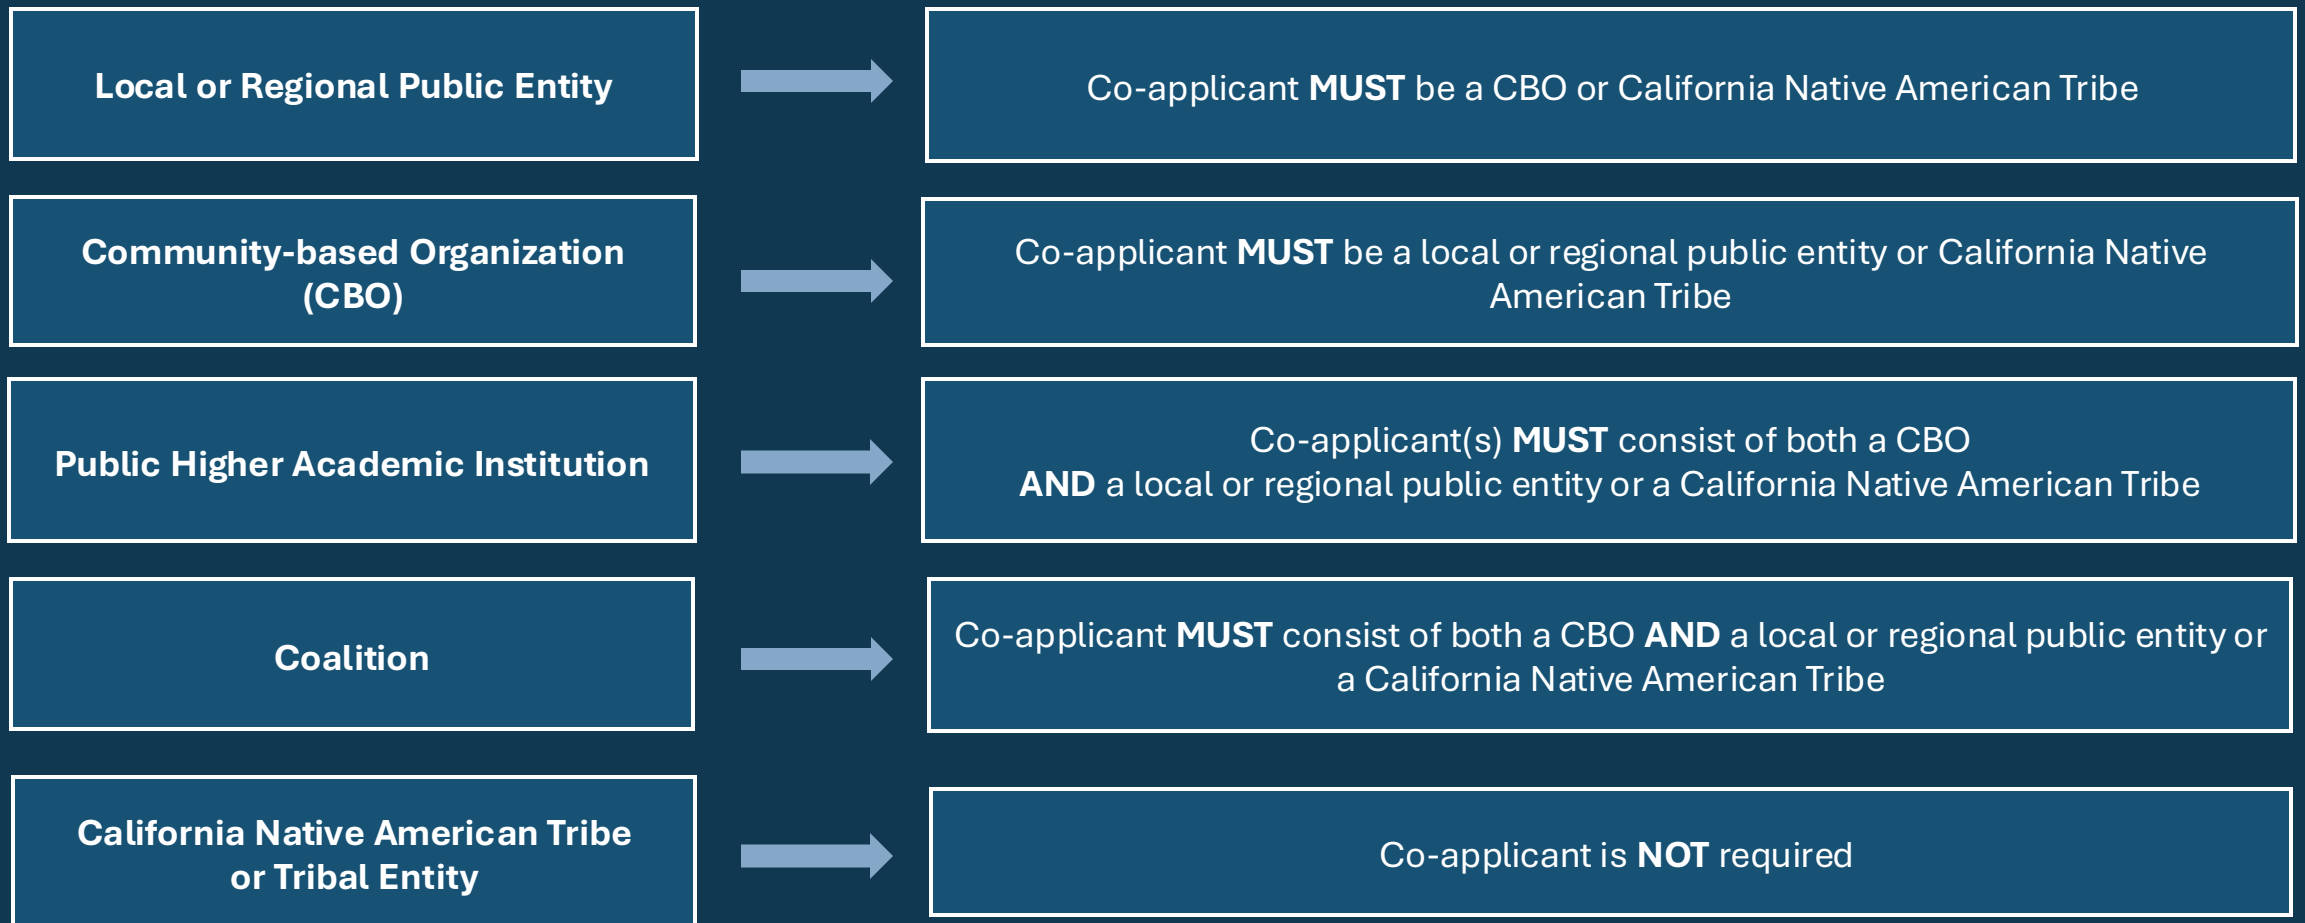 Local or Regional Public Entity
Co-applicant MUST be a CBO or California Native American Tribe
Community-based Organization
(CBO)
Co-applicant MUST be a local or regional public entity or California Native
American Tribe
Public Higher Academic Institution
Co-applicant(s) MUST consist of both a CBO
AND a local or regional public entity or a California Native American Tribe
Coalition
Co-applicant MUST consist of both a CBO AND a local or regional public entity or
a California Native American Tribe
California Native American Tribe
or Tribal Entity
Co-applicant is NOT required